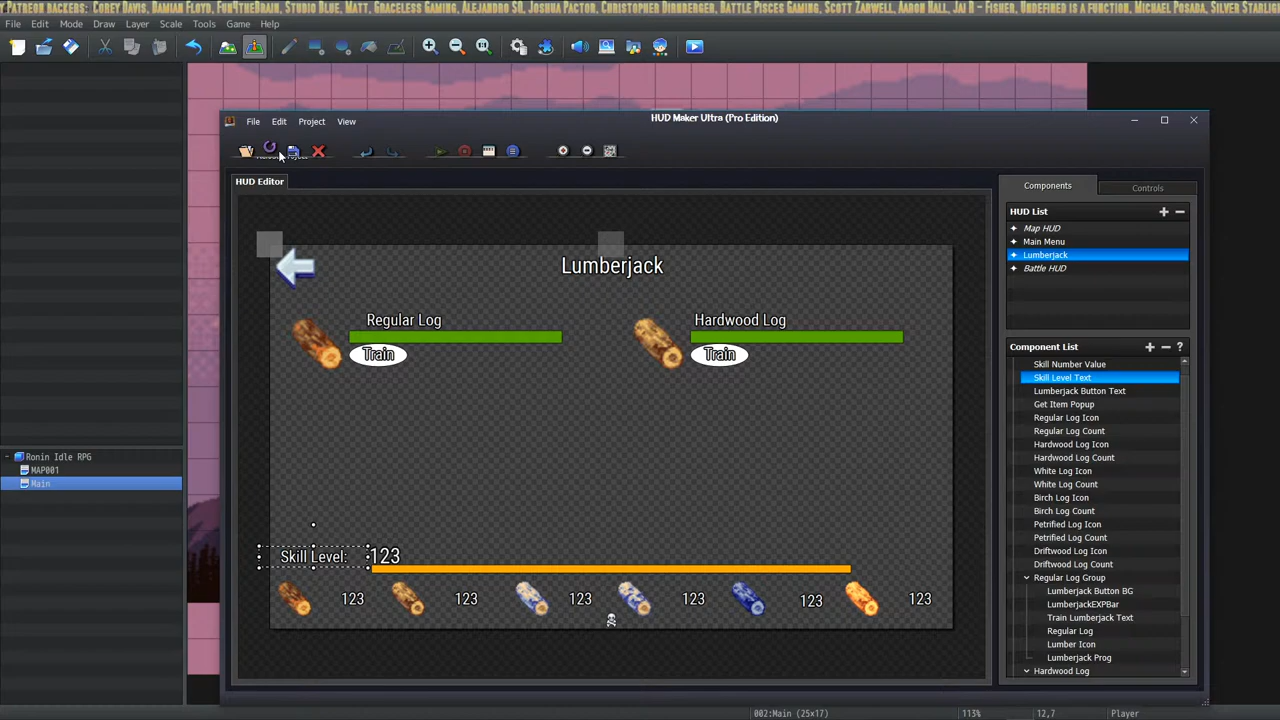 Y PATREON BACKERS: COREY DAVIS, DAMIAN FLOYD, FUNYTHEBRAIN, STUDIO BLUE, MATT, GRACELESS GAMING, ALEJANDRO SQ, JOSHUA PACTOR, CHRISTOPHER DIRNBERGER, BATTLE PISCES GAMING, SCOTT ZARWELL, AARON HALL, JAI B - FISHER, UNDEFINED IS A FUNCTION, MICHAEL POSADA, SILVER STARLIG
File Edit Mode Draw Layer Scale Tools Game Help
HUD Maker Ultra (Pro Edition)
File Edit Project View
HUD Editor
Components Controls
HUD List
Map HUD
Main Menu
Lumberjack
Battle HUD
Lumberjack
Regular Log
Train
Hardwood Log
Train
Skill Level:
123
123
123
123
123
123
123
Component List
Skill Number Value
Skill Level Text
Lumberjack Button Text
Get Item Popup
Regular Log Icon
Regular Log Count
Hardwood Log Icon
Hardwood Log Count
White Log Icon
White Log Count
Birch Log Icon
Birch Log Count
Petrified Log Icon
Petrified Log Count
Driftwood Log Icon
Driftwood Log Count
Regular Log Group
Lumberjack Button BG
LumberjackEXPBar
Train Lumberjack Text
Regular Log
Lumber Icon
Lumberjack Prog
Hardwood Log
Ronin Idle RPG
MAP001
Main
002:Main (25x17) 113% 12,7 Player